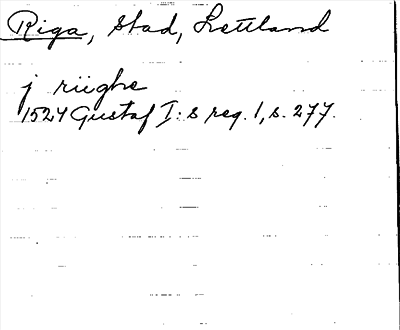 Riga, Stad, Lettland
j riighe
1524 Gustaf I:s reg. 1, s. 277.